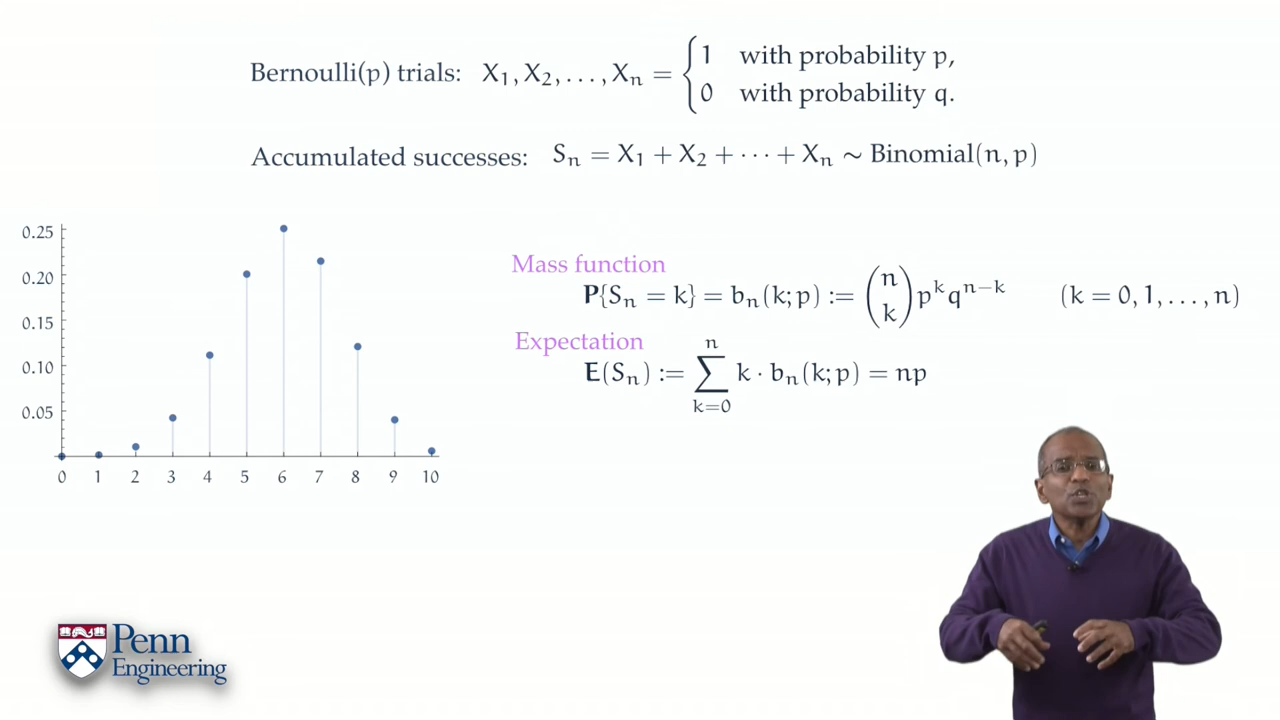 Bernoulli(p) trials: X₁, X₂, . . . , Xₙ = { 1 with probability p,
0 with probability q.
Accumulated successes: Sₙ = X₁ + X₂ + · · · + Xₙ ∼ Binomial(n, p)
0.25
0.20
0.15
0.10
0.05
0 1 2 3 4 5 6 7 8 9 10
Mass function
P{Sₙ = k} = bₙ(k; p) := (n k) pᵏqⁿ⁻ᵏ (k = 0, 1, . . . , n)
Expectation
E(Sₙ) := ∑ₖ₌₀ⁿ k · bₙ(k; p) = np
Penn
Engineering